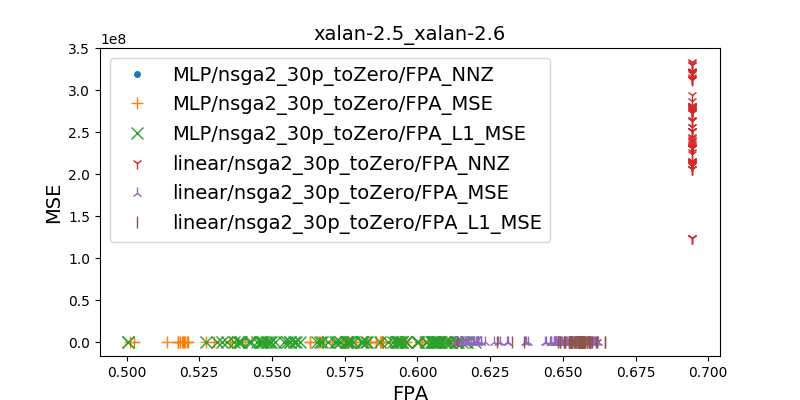 xalan-2.5_xalan-2.6
1e8
3.5
3.0
2.5
2.0
1.5
1.0
0.5
0.0
MSE
MLP/nsga2_30p_toZero/FPA_NNZ
MLP/nsga2_30p_toZero/FPA_MSE
MLP/nsga2_30p_toZero/FPA_L1_MSE
linear/nsga2_30p_toZero/FPA_NNZ
linear/nsga2_30p_toZero/FPA_MSE
linear/nsga2_30p_toZero/FPA_L1_MSE
0.500 0.525 0.550 0.575 0.600 0.625 0.650 0.675 0.700
FPA